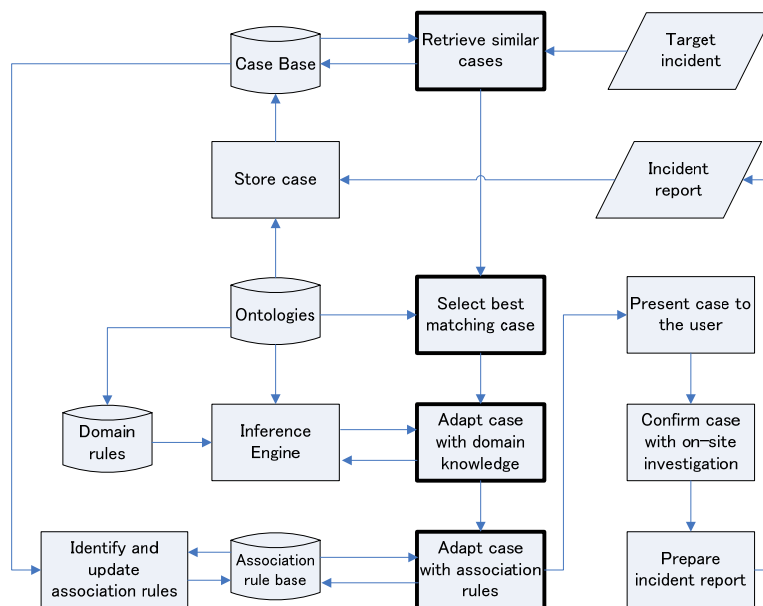 Case Base
Retrieve similar
cases
Target
incident
Store case
Incident
report
Ontologies
Select best
matching case
Present case to
the user
Domain
rules
Inference
Engine
Adapt case
with domain
knowledge
Confirm case
with on-site
investigation
Identify and
update
association rules
Association
rule base
Adapt case
with association
rules
Prepare
incident report